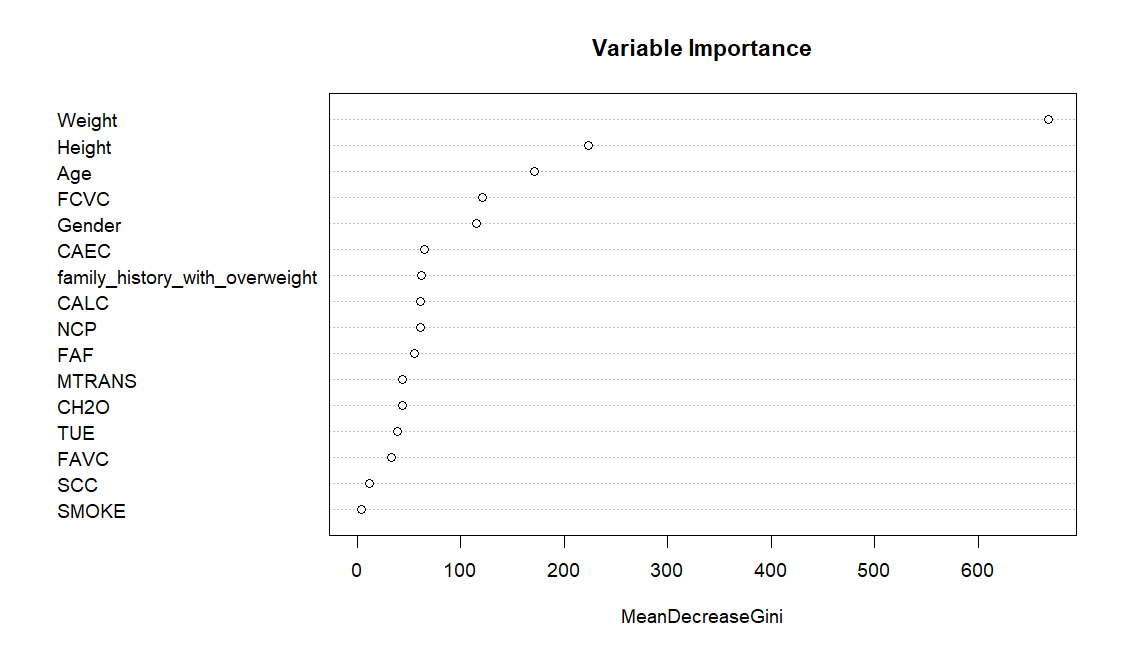 Variable Importance
Weight
Height
Age
FCVC
Gender
CAEC
family_history_with_overweight
CALC
NCP
FAF
MTRANS
CH2O
TUE
FAVC
SCC
SMOKE
0 100 200 300 400 500 600
MeanDecreaseGini